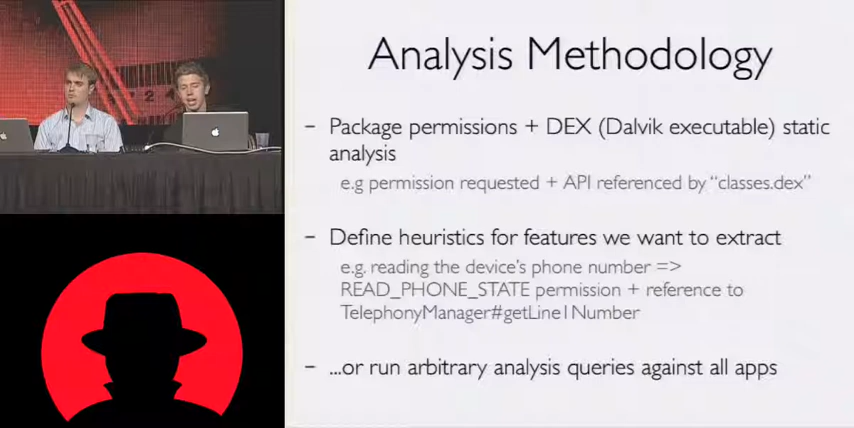 Analysis Methodology
- Package permissions + DEX (Dalvik executable) static
analysis
e.g permission requested + API referenced by “classes.dex”
- Define heuristics for features we want to extract
e.g. reading the device’s phone number =>
READ_PHONE_STATE permission + reference to
TelephonyManager#getLine1Number
- ...or run arbitrary analysis queries against all apps